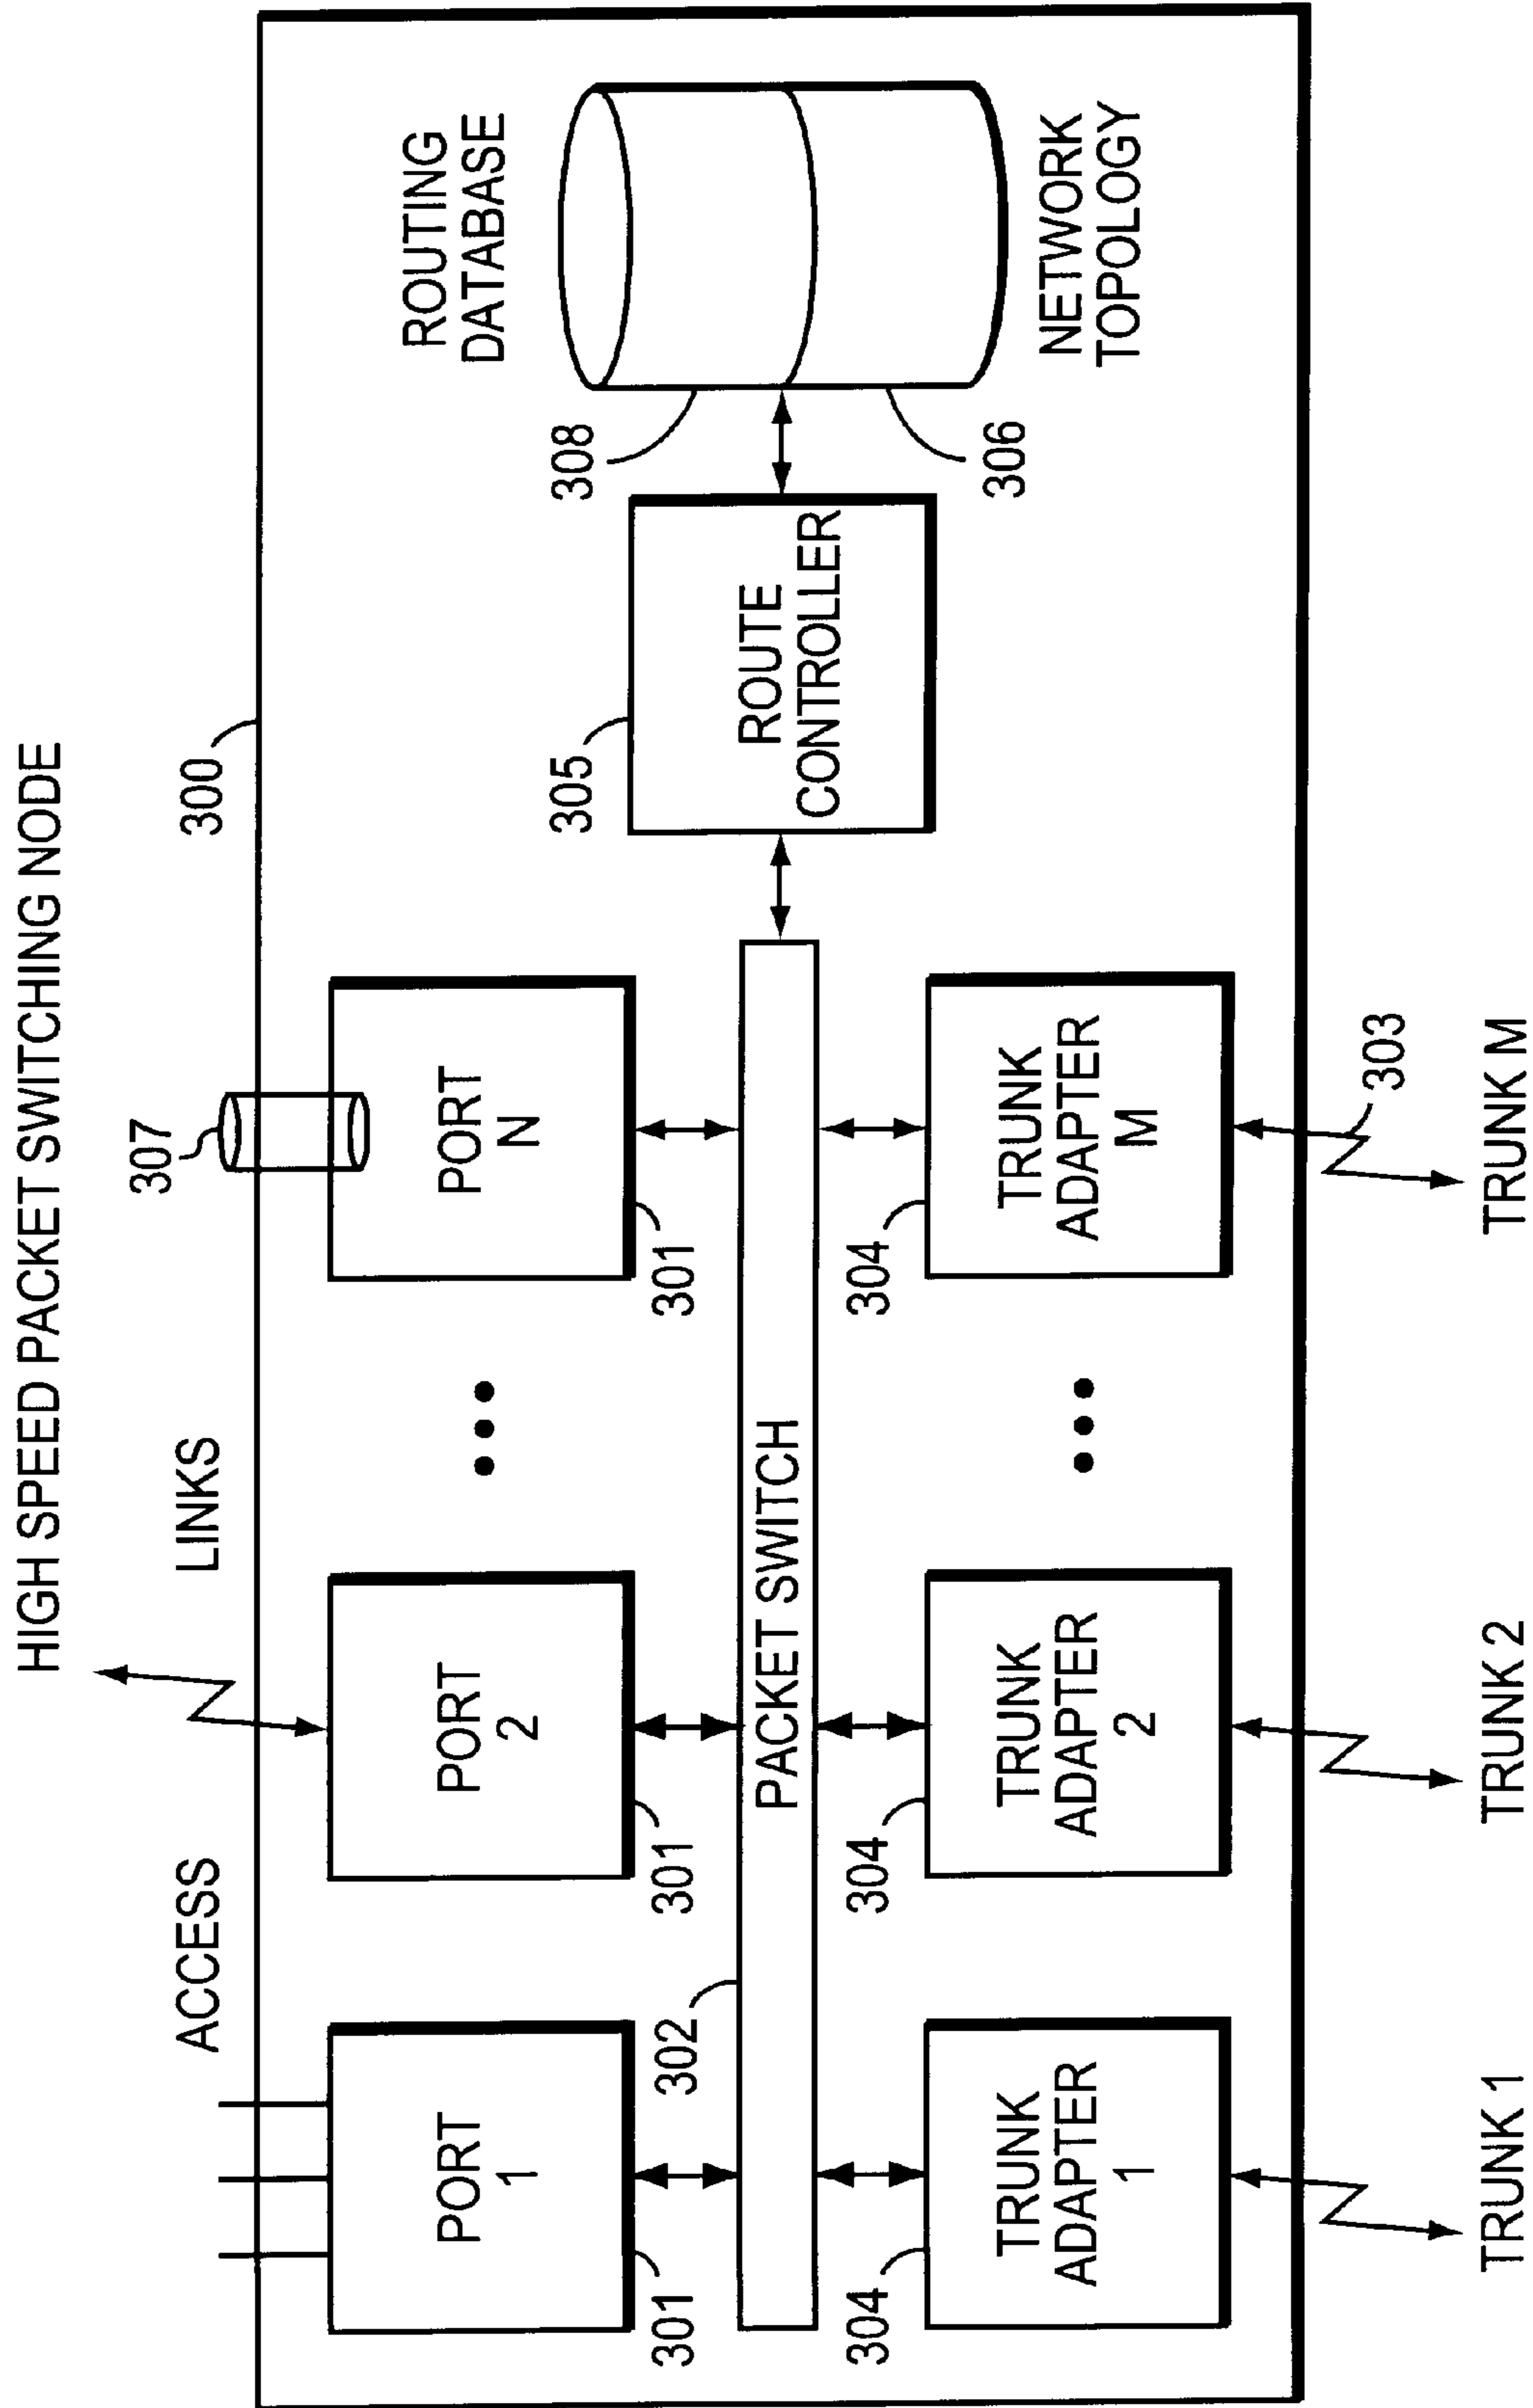 HIGH SPEED PACKET SWITCHING NODE
ACCESS
LINKS
307
300
PORT
1
PORT
2
PORT
N
ROUTING
DATABASE
301
301
301
305
308
302
PACKET SWITCH
ROUTE
CONTROLLER
304
304
304
306
TRUNK
ADAPTER
1
TRUNK
ADAPTER
2
TRUNK
ADAPTER
M
NETWORK
TOPOLOGY
303
TRUNK 1
TRUNK 2
TRUNK M